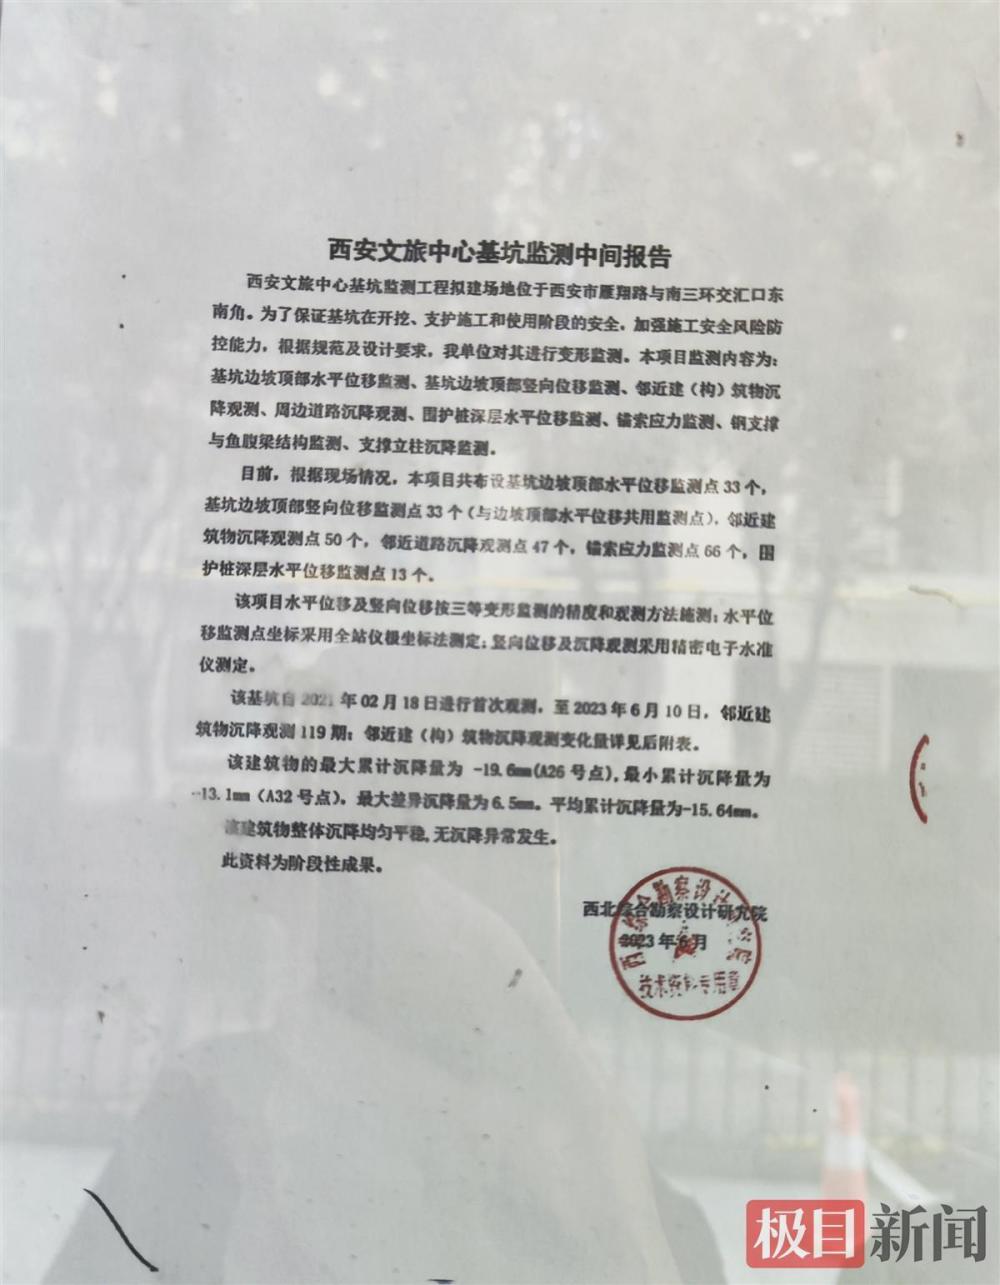 西安文旅中心基坑监测中间报告
西安文旅中心基坑监测工程拟建场地位于西安市雁翔路与南三环交汇口东
南角。为了保证基坑在开挖、支护施工和使用阶段的安全，加强施工安全风险防
控能力，根据规范及设计要求，我单位对其进行变形监测。本项目监测内容为：
基坑边坡顶部水平位移监测、基坑边坡顶部竖向位移监测、邻近建（构）筑物沉
降观测、周边道路沉降观测、围护桩深层水平位移监测、锚索应力监测、钢支撑
与鱼腹梁结构监测、支撑立柱沉降监测。
目前，根据现场情况，本项目共布设基坑边坡顶部水平位移监测点33个，
基坑边坡顶部竖向位移监测点33个（与边坡顶部水平位移共用监测点），邻近建
筑物沉降观测点50个，邻近道路沉降观测点47个，锚索应力监测点66个，围
护桩深层水平位移监测点13个。
该项目水平位移及竖向位移按三等变形监测的精度和观测方法施测；水平位
移监测点坐标采用全站仪极坐标法测定；竖向位移及沉降观测采用精密电子水准
仪测定。
该基坑自2021年02月18日进行首次观测，至2023年6月10日，邻近建
筑物沉降观测119期；邻近建（构）筑物沉降观测变化量详见后附表。
该建筑物的最大累计沉降量为 -19.6mm(A26号点)，最小累计沉降量为
-13.1mm（A32号点），最大差异沉降量为6.5mm。平均累计沉降量为-15.64mm。
该建筑物整体沉降均匀平稳，无沉降异常发生。
此资料为阶段性成果。
西北综合勘察设计研究院
2023年6月
技术资料专用章
极目新闻